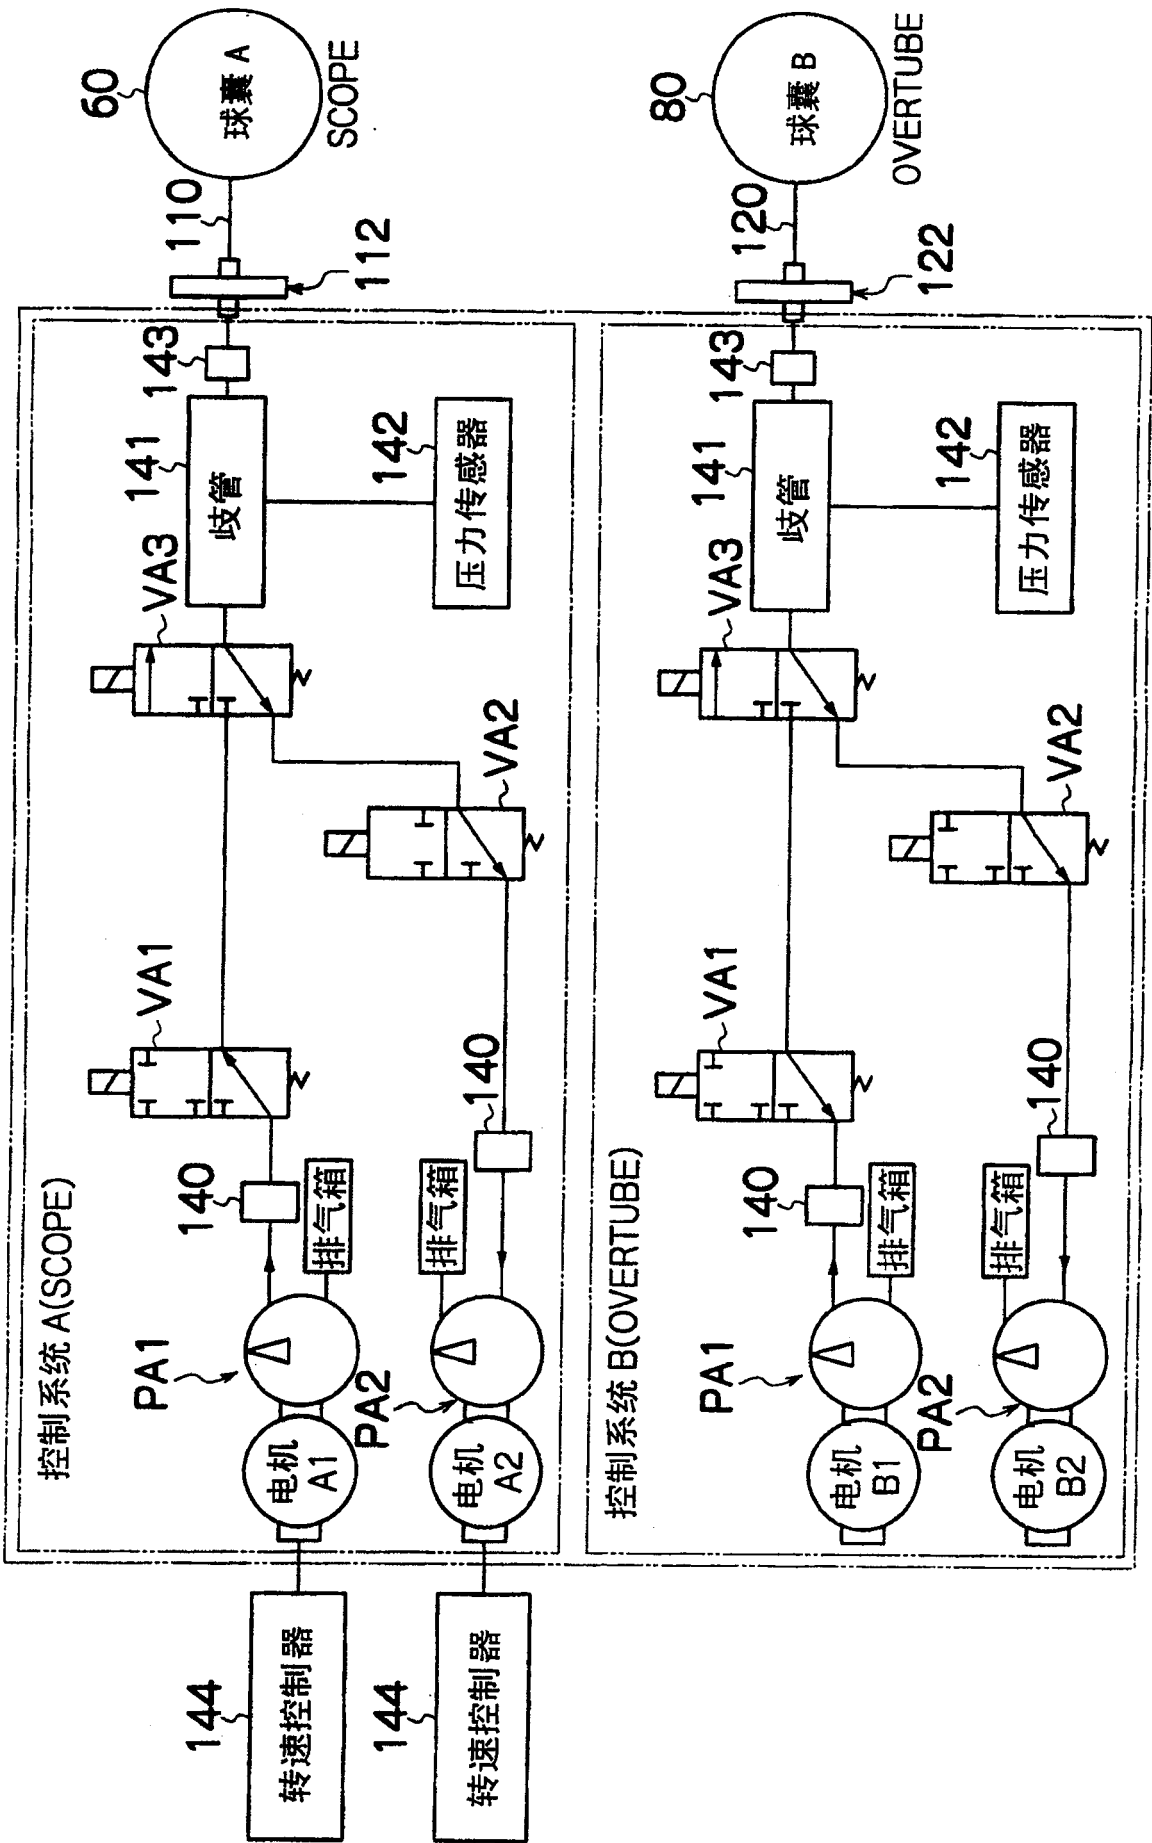 控制系统 A(SCOPE)
144
转速控制器
144
转速控制器
电机
A1
PA1
电机
A2
PA2
排气箱
排气箱
140
140
VA1
VA2
VA3
141
歧管
142
压力传感器
143
112
110
60
球囊 A
SCOPE
控制系统 B(OVERTUBE)
电机
B1
PA1
电机
B2
PA2
排气箱
排气箱
140
140
VA1
VA2
VA3
141
歧管
142
压力传感器
143
122
120
80
球囊 B
OVERTUBE